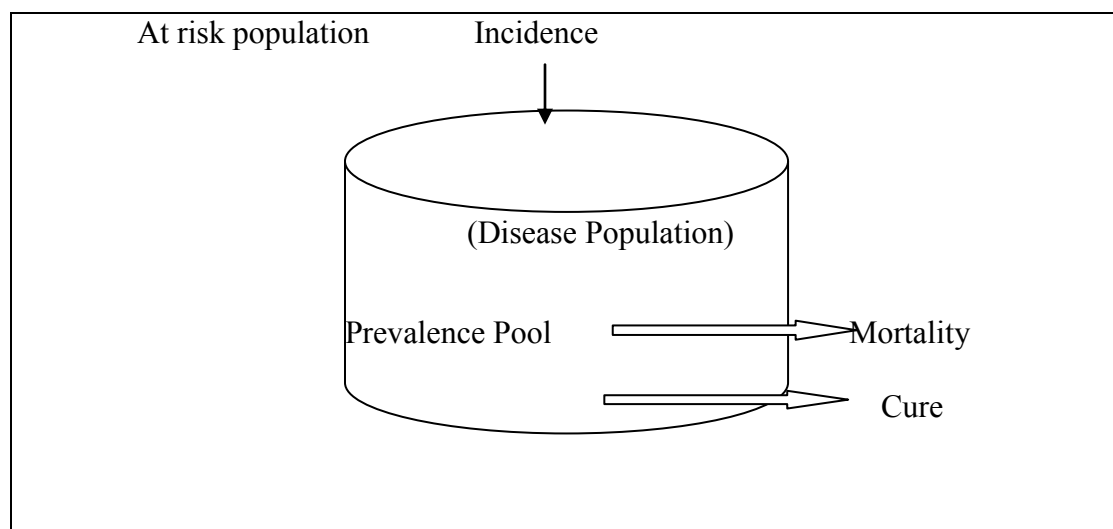 At risk population Incidence
(Disease Population)
Prevalence Pool Mortality
Cure